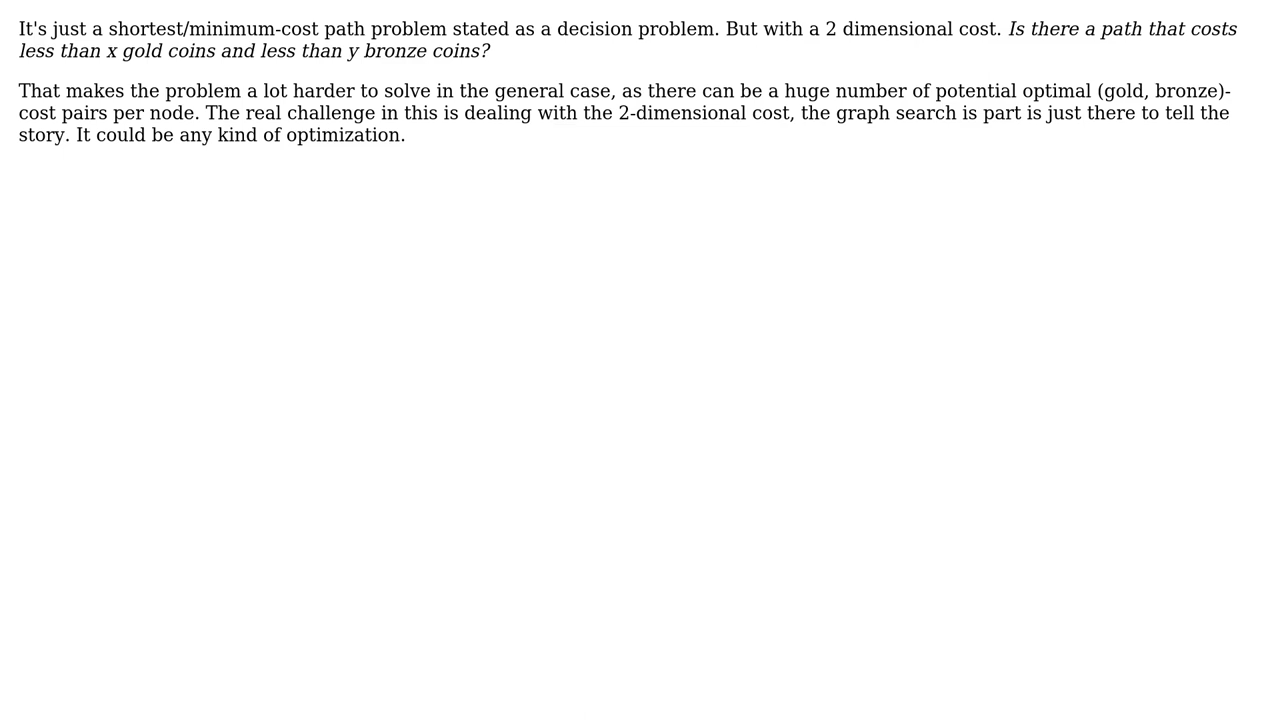 It's just a shortest/minimum-cost path problem stated as a decision problem. But with a 2 dimensional cost. Is there a path that costs
less than x gold coins and less than y bronze coins?
That makes the problem a lot harder to solve in the general case, as there can be a huge number of potential optimal (gold, bronze)-
cost pairs per node. The real challenge in this is dealing with the 2-dimensional cost, the graph search is part is just there to tell the
story. It could be any kind of optimization.